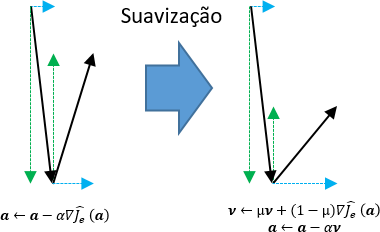 Suavização
𝒂 ← 𝒂 − 𝛼∇Ĵₑ(𝒂)
𝝂 ← μ𝝂 + (1 − μ)∇Ĵₑ(𝒂)
𝒂 ← 𝒂 − 𝛼𝝂